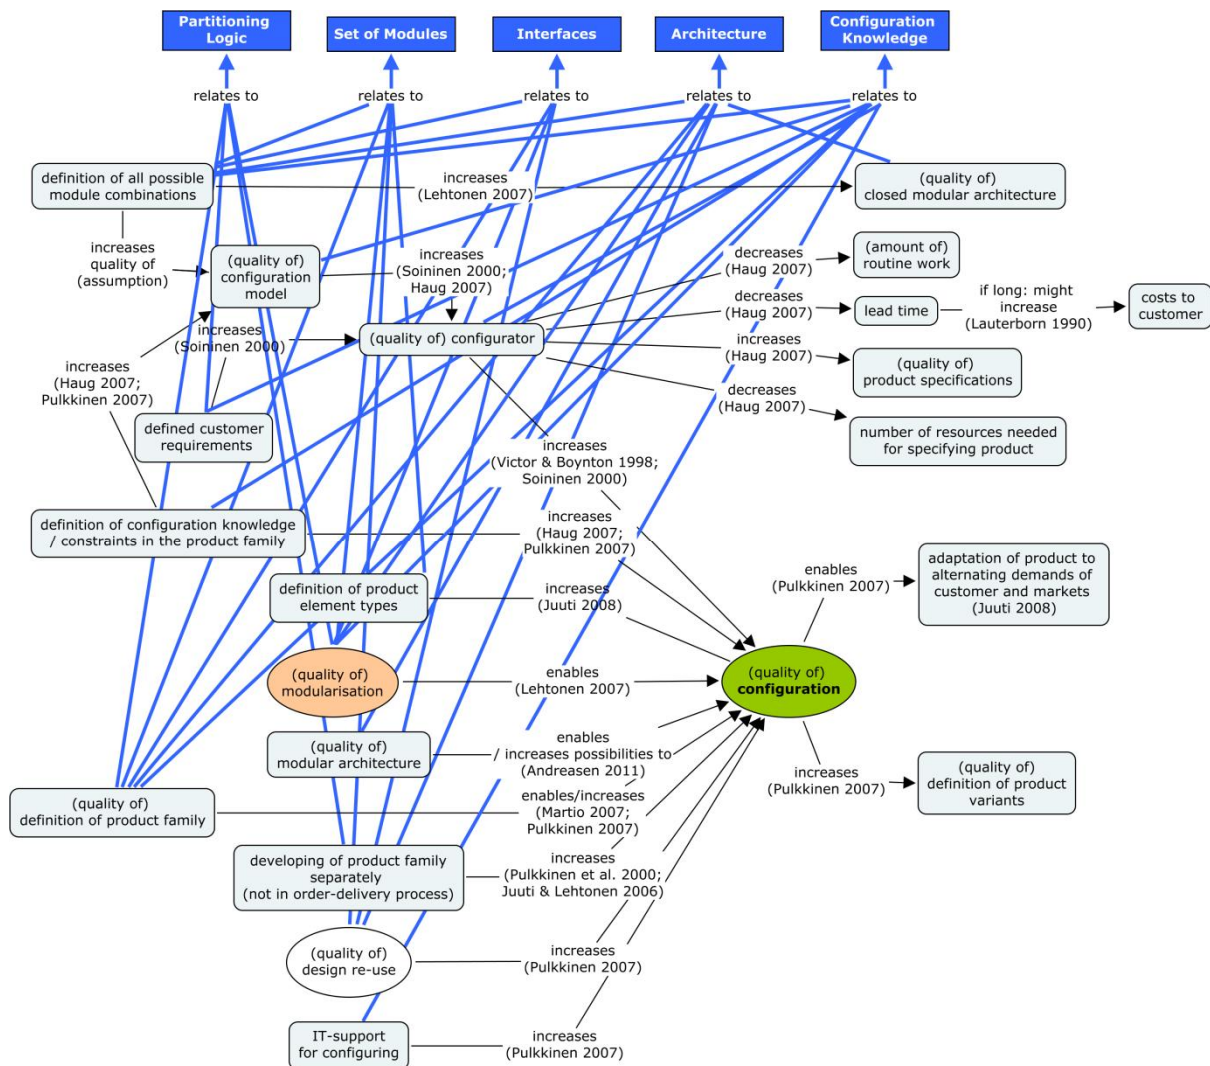 Partitioning
Logic
Set of Modules
Interfaces
Architecture
Configuration
Knowledge
relates to
relates to
relates to
relates to
relates to
definition of all possible
module combinations
increases
(Lehtonen 2007)
(quality of)
closed modular architecture
increases
quality of
(assumption)
(quality of)
configuration
model
increases
(Soininen 2000;
Haug 2007)
decreases
(Haug 2007)
(amount of)
routine work
decreases
(Haug 2007)
lead time
if long: might
increase
(Lauterborn 1990)
costs to
customer
increases
(Soininen 2000)
(quality of) configurator
increases
(Haug 2007)
(quality of)
product specifications
increases
(Haug 2007;
Pulkkinen 2007)
decreases
(Haug 2007)
defined customer
requirements
number of resources needed
for specifying product
increases
(Victor & Boynton 1998;
Soininen 2000)
definition of configuration knowledge
/ constraints in the product family
increases
(Haug 2007;
Pulkkinen 2007)
definition of product
element types
increases
(Juuti 2008)
enables
(Pulkkinen 2007)
adaptation of product to
alternating demands of
customer and markets
(Juuti 2008)
(quality of)
modularisation
enables
(Lehtonen 2007)
(quality of)
configuration
(quality of)
modular architecture
enables
/ increases possibilities to
(Andreasen 2011)
increases
(Pulkkinen 2007)
(quality of)
definition of product
variants
(quality of)
definition of product family
enables/increases
(Martio 2007;
Pulkkinen 2007)
developing of product family
separately
(not in order-delivery process)
increases
(Pulkkinen et al. 2000;
Juuti & Lehtonen 2006)
(quality of)
design re-use
increases
(Pulkkinen 2007)
IT-support
for configuring
increases
(Pulkkinen 2007)